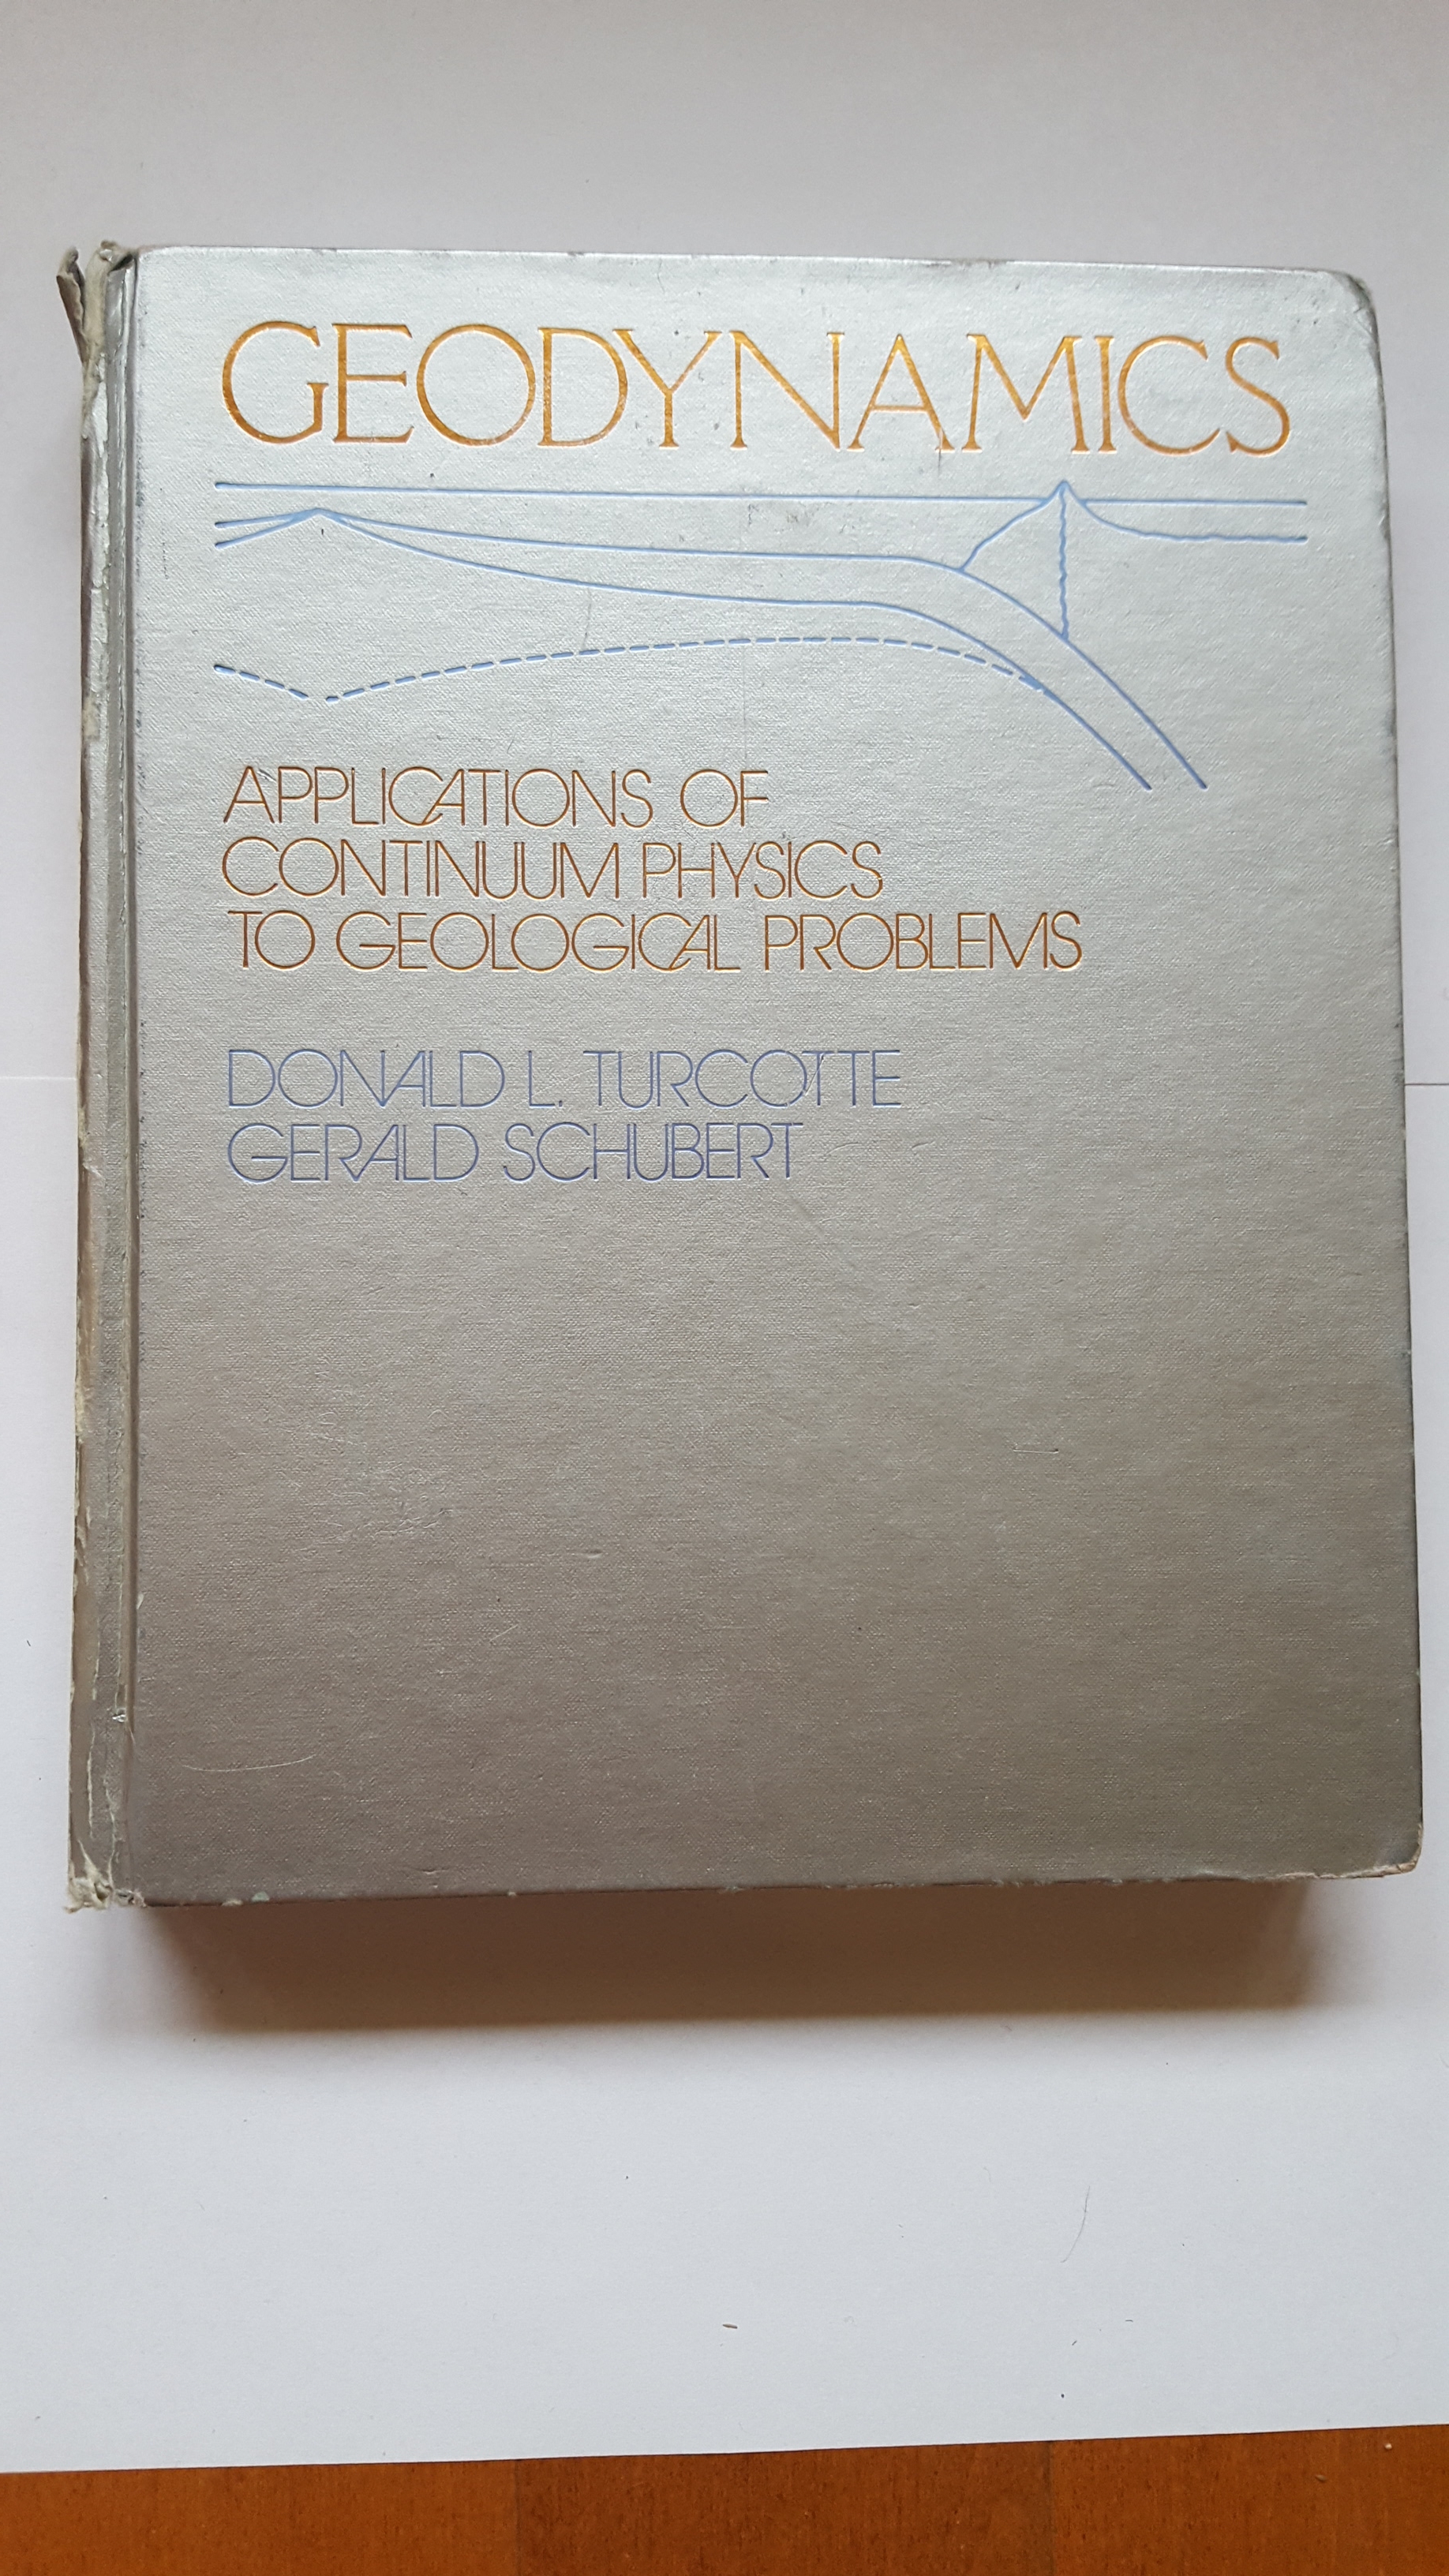 GEODYNAMICS
APPLICATIONS OF
CONTINUUM PHYSICS
TO GEOLOGICAL PROBLEMS
DONALD L. TURCOTTE
GERALD SCHUBERT